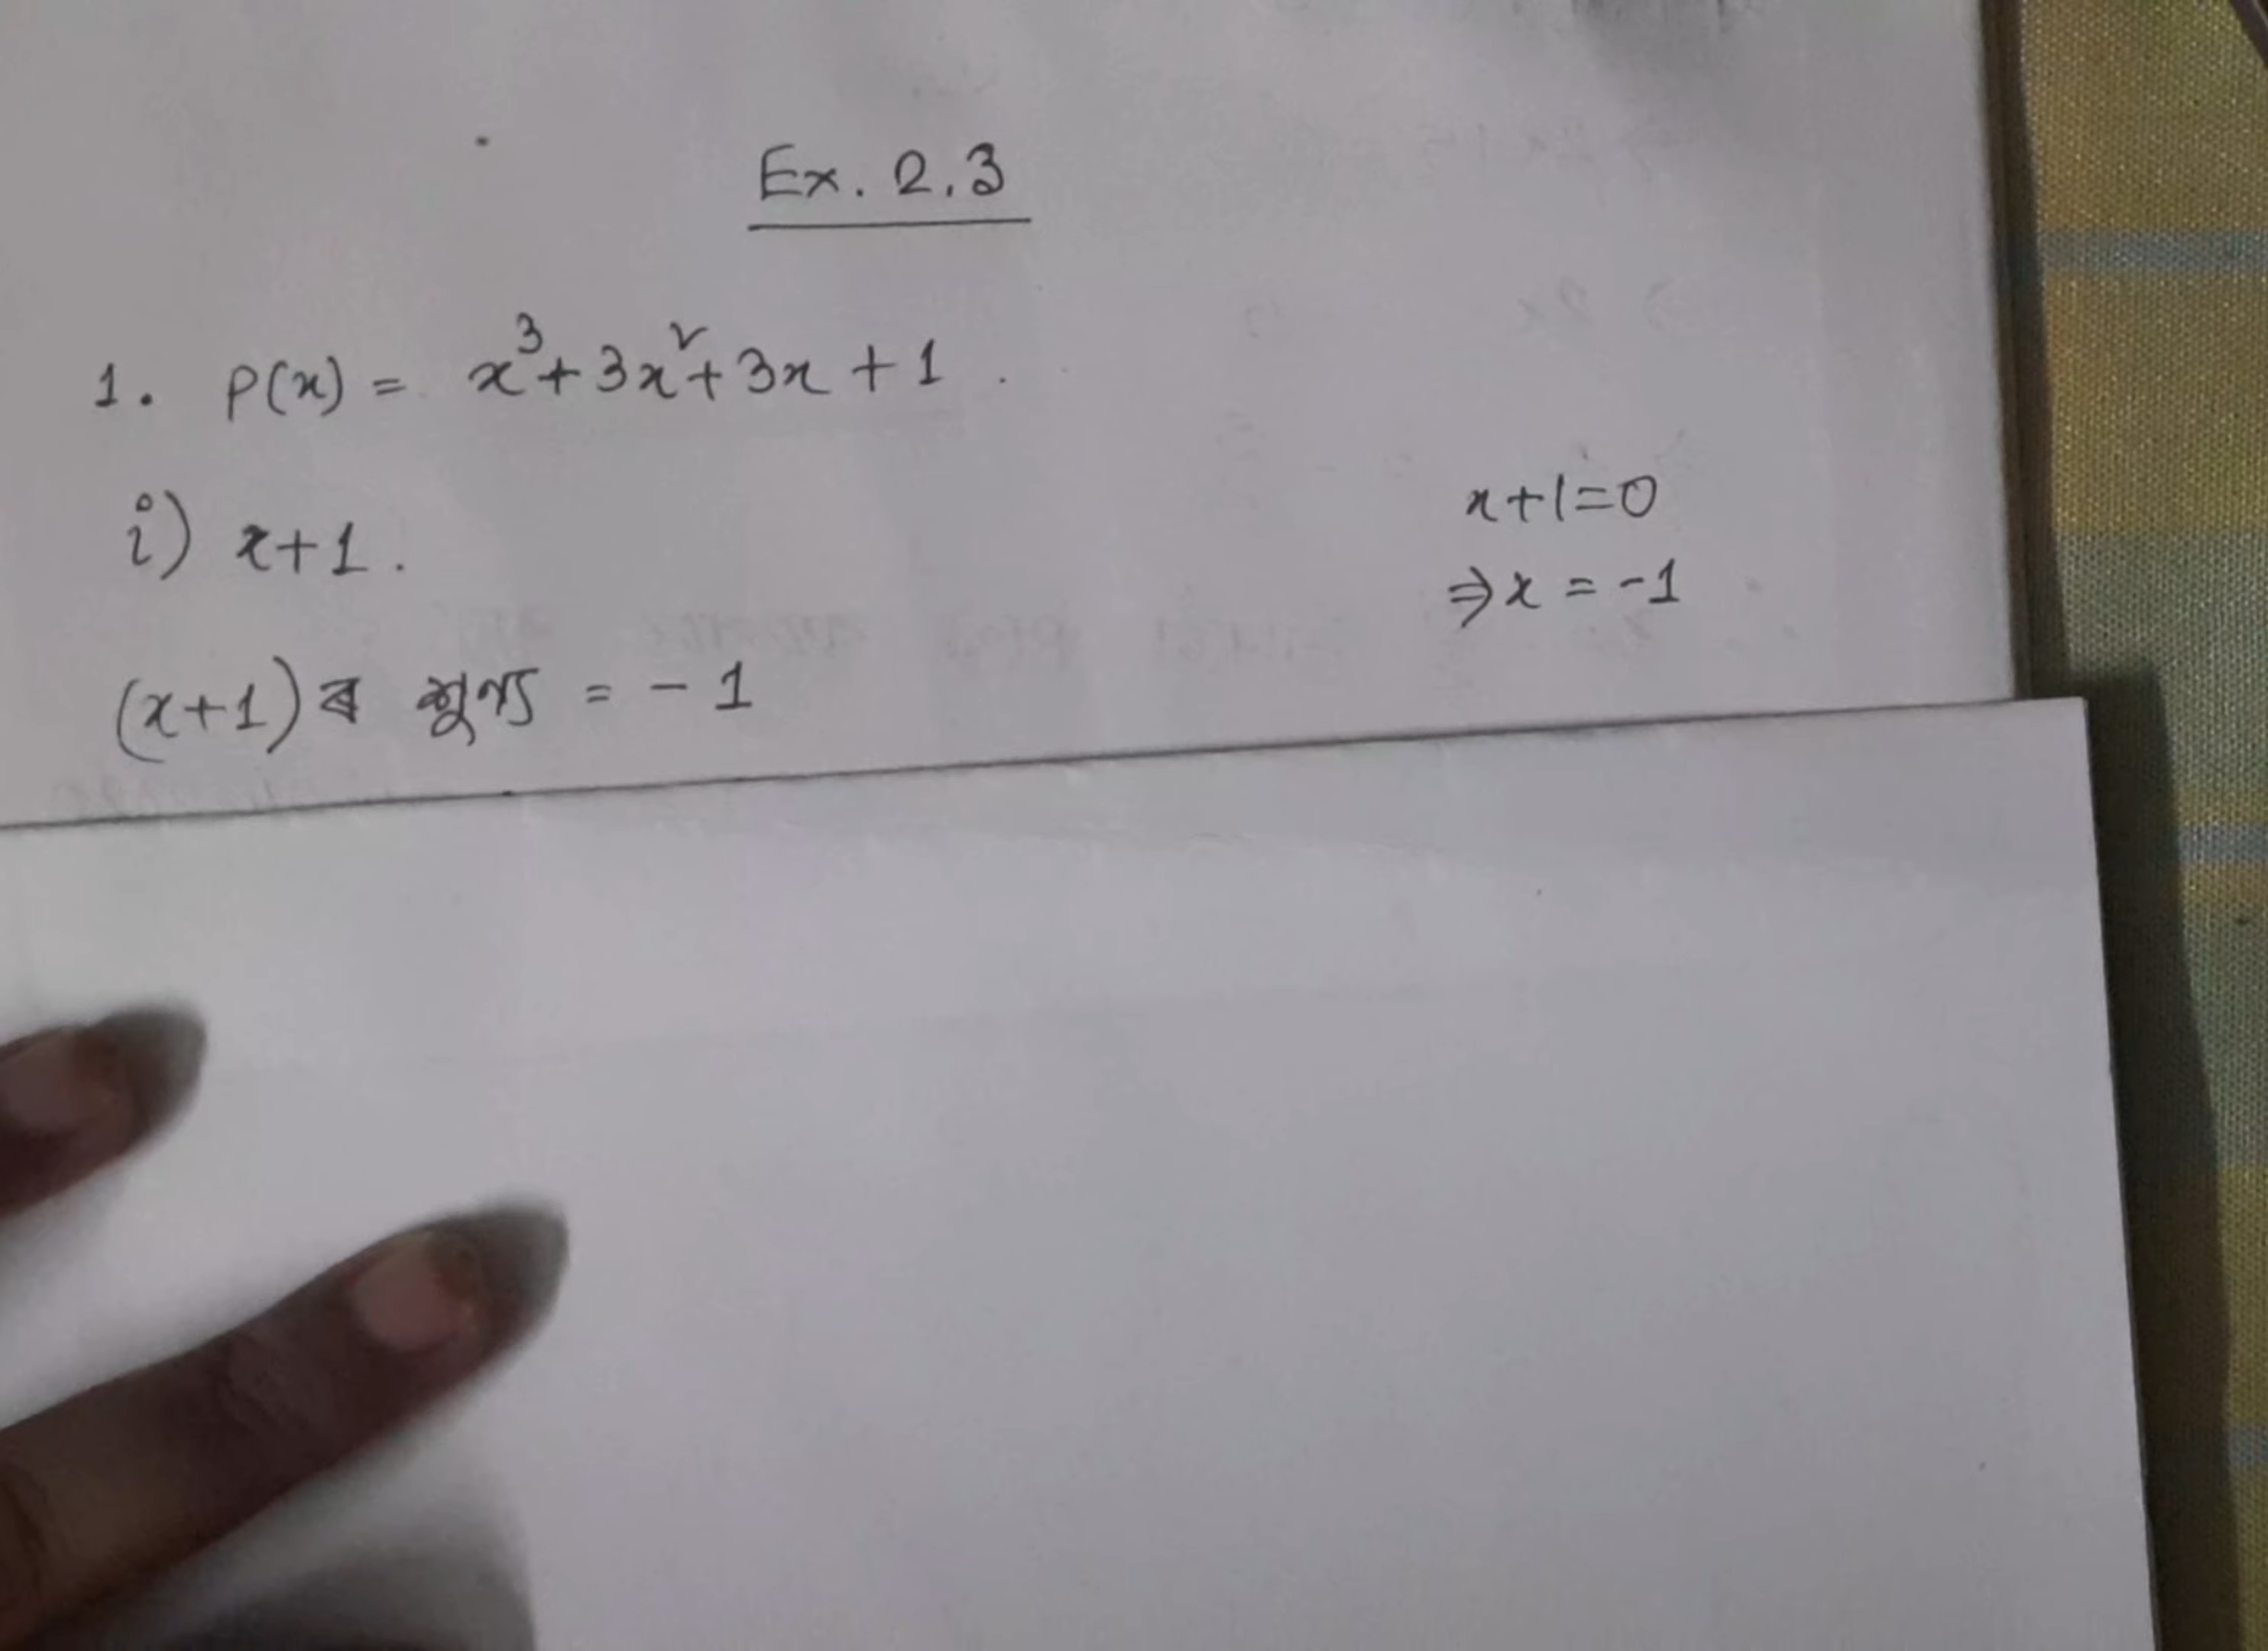 Ex. 2.3
1. P(x) = x³ + 3x² + 3x + 1.
i) x+1.
x+1=0
⇒ x = -1
(x+1)ৰ শূন্য = -1